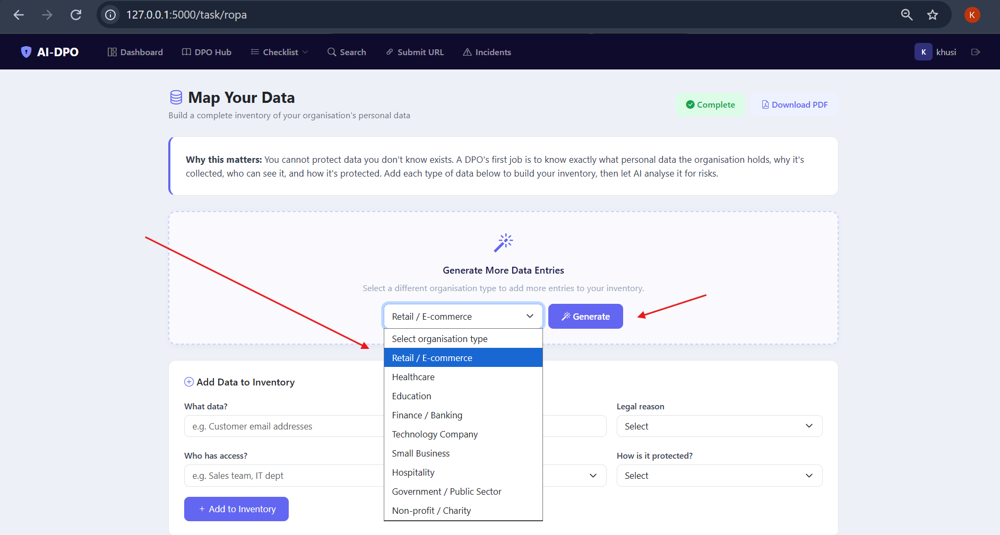 127.0.0.1:5000/task/ropa
K
AI-DPO
Dashboard
DPO Hub
Checklist
Search
Submit URL
Incidents
K
khusi
Map Your Data
Build a complete inventory of your organisation's personal data
Complete
Download PDF
Why this matters: You cannot protect data you don't know exists. A DPO's first job is to know exactly what personal data the organisation holds, why it's
collected, who can see it, and how it's protected. Add each type of data below to build your inventory, then let AI analyse it for risks.
Generate More Data Entries
Select a different organisation type to add more entries to your inventory.
Retail / E-commerce
Generate
Select organisation type
Retail / E-commerce
Healthcare
Education
Finance / Banking
Technology Company
Small Business
Hospitality
Government / Public Sector
Non-profit / Charity
Add Data to Inventory
What data?
e.g. Customer email addresses
Legal reason
Select
Who has access?
e.g. Sales team, IT dept
How is it protected?
Select
+ Add to Inventory